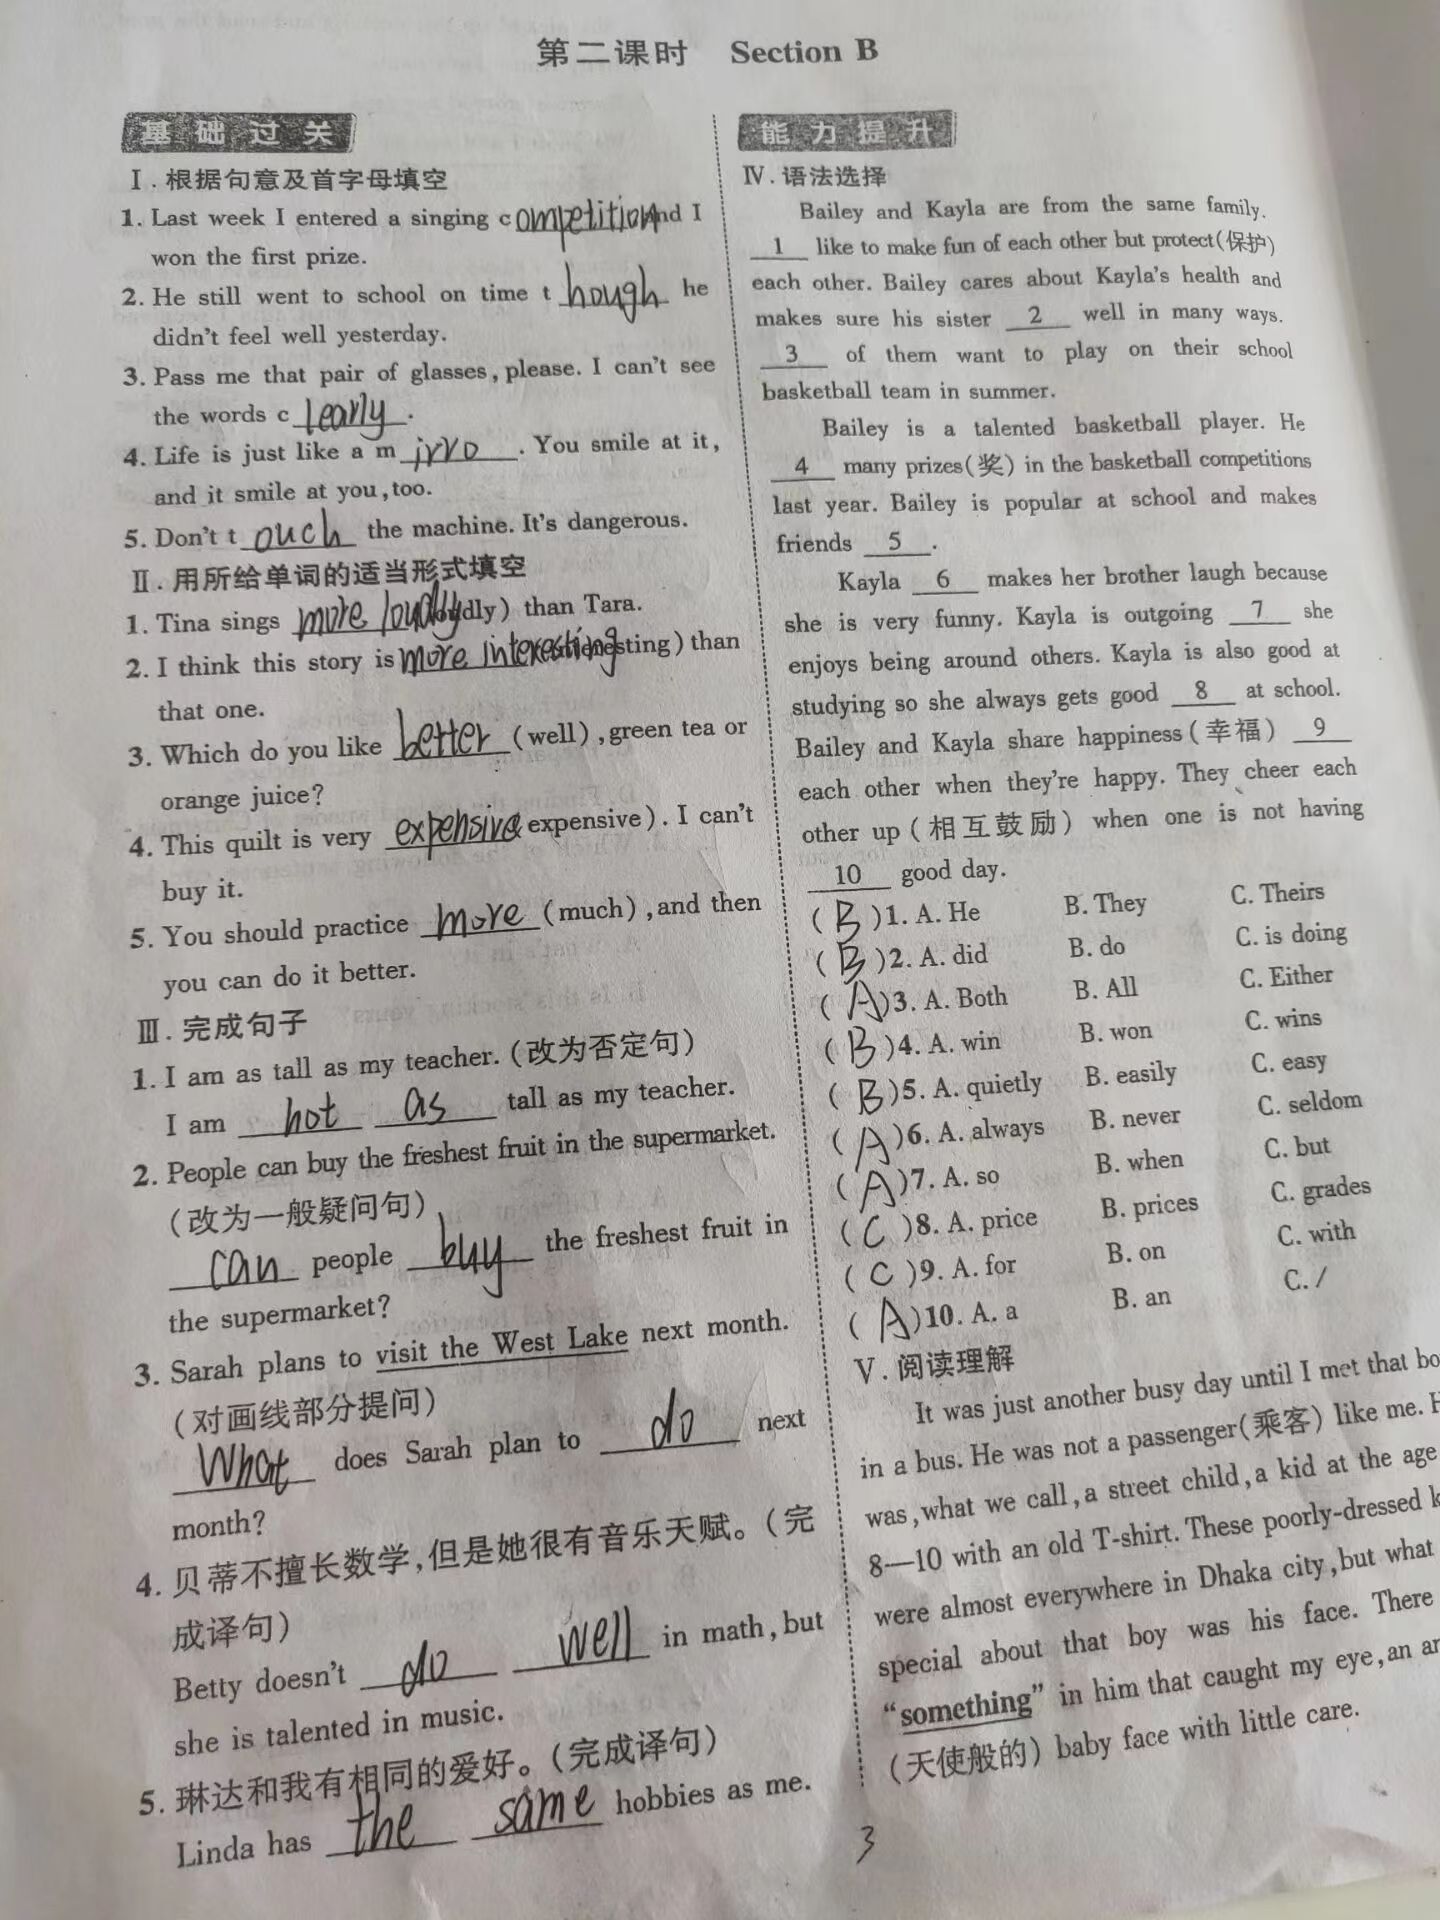 第二课时 Section B
基础过关
Ⅰ.根据句意及首字母填空
1. Last week I entered a singing competition and I
won the first prize.
2. He still went to school on time t hough he
didn't feel well yesterday.
3. Pass me that pair of glasses, please. I can't see
the words c learly.
4. Life is just like a m irro. You smile at it,
and it smile at you, too.
5. Don't t ouch the machine. It's dangerous.
Ⅱ.用所给单词的适当形式填空
1. Tina sings more loudly (loudly) than Tara.
2. I think this story is more interesting (interesting) than
that one.
3. Which do you like better (well), green tea or
orange juice?
4. This quilt is very expensive (expensive). I can't
buy it.
5. You should practice more (much), and then
you can do it better.
Ⅲ.完成句子
1. I am as tall as my teacher. (改为否定句)
I am not as tall as my teacher.
2. People can buy the freshest fruit in the supermarket.
(改为一般疑问句)
can people buy the freshest fruit in
the supermarket?
3. Sarah plans to visit the West Lake next month.
(对画线部分提问)
What does Sarah plan to do next
month?
4. 贝蒂不擅长数学,但是她很有音乐天赋。(完
成译句)
Betty doesn't do well in math, but
she is talented in music.
5. 琳达和我有相同的爱好。(完成译句)
Linda has the same hobbies as me.
能力提升
Ⅳ.语法选择
Bailey and Kayla are from the same family.
1 like to make fun of each other but protect(保护)
each other. Bailey cares about Kayla's health and
makes sure his sister 2 well in many ways.
3 of them want to play on their school
basketball team in summer.
Bailey is a talented basketball player. He
4 many prizes(奖) in the basketball competitions
last year. Bailey is popular at school and makes
friends 5 .
Kayla 6 makes her brother laugh because
she is very funny. Kayla is outgoing 7 she
enjoys being around others. Kayla is also good at
studying so she always gets good 8 at school.
Bailey and Kayla share happiness(幸福) 9
each other when they're happy. They cheer each
other up(相互鼓励) when one is not having
10 good day.
(B)1. A. He B. They C. Theirs
(B)2. A. did B. do C. is doing
(A)3. A. Both B. All C. Either
(B)4. A. win B. won C. wins
(B)5. A. quietly B. easily C. easy
(A)6. A. always B. never C. seldom
(A)7. A. so B. when C. but
(C)8. A. price B. prices C. grades
(C)9. A. for B. on C. with
(A)10. A. a B. an C. /
Ⅴ.阅读理解
It was just another busy day until I met that
in a bus. He was not a passenger(乘客) like me.
was, what we call, a street child, a kid at the age
8—10 with an old T-shirt. These poorly-dressed
were almost everywhere in Dhaka city, but what
special about that boy was his face. There
"something" in him that caught my eye, an
(天使般的) baby face with little care.
3